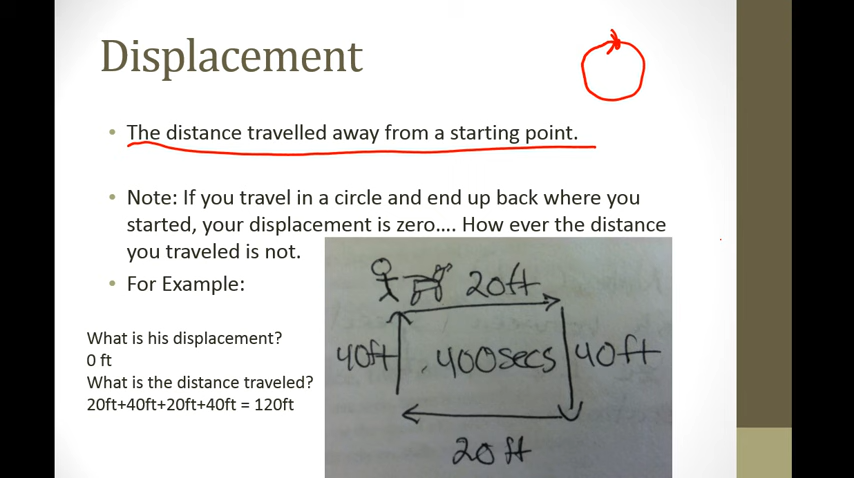 Displacement
• The distance travelled away from a starting point.
• Note: If you travel in a circle and end up back where you
started, your displacement is zero…. How ever the distance
you traveled is not.
• For Example:
20ft
40ft .400secs 40ft
20ft
What is his displacement?
0 ft
What is the distance traveled?
20ft+40ft+20ft+40ft = 120ft